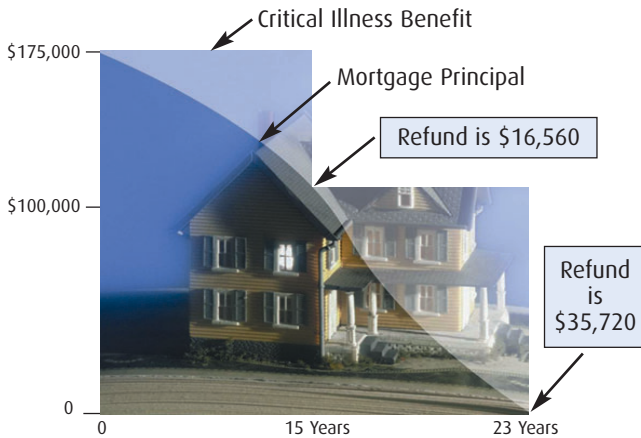 Critical Illness Benefit
$175,000
Mortgage Principal
Refund is $16,560
$100,000
Refund
is
$35,720
0
0
15 Years
23 Years